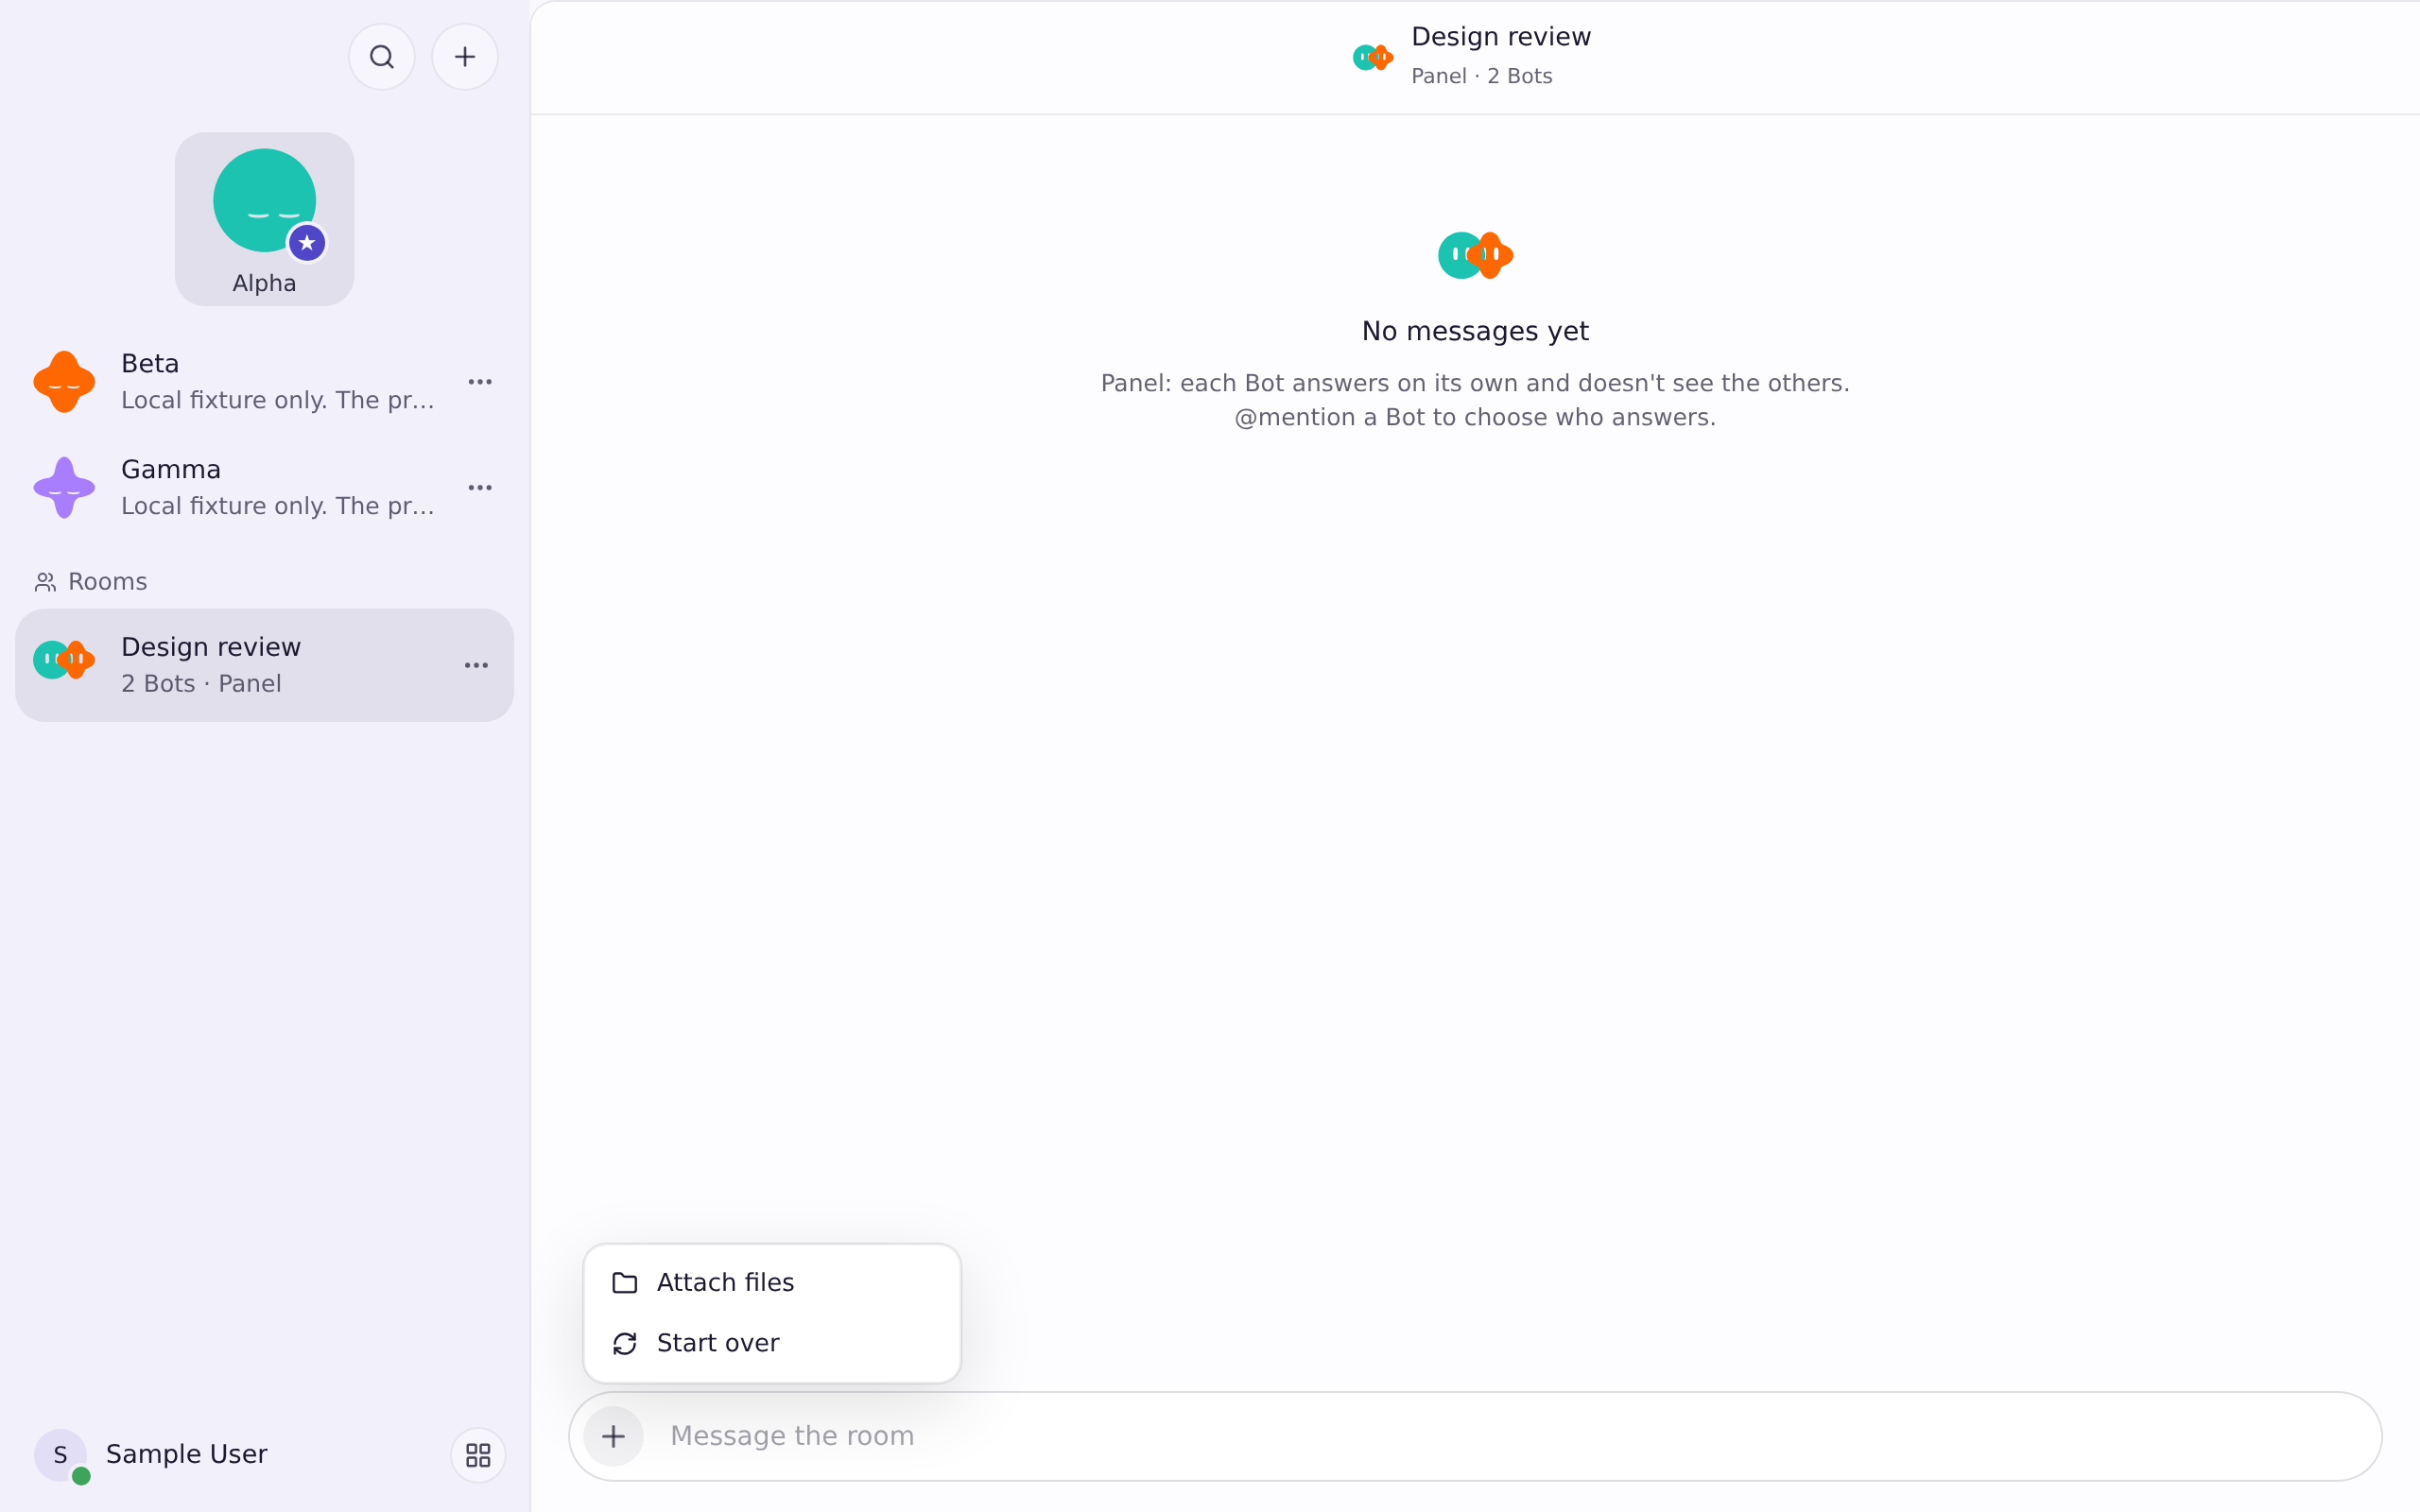 Alpha
Beta
Local fixture only. The pr...
Gamma
Local fixture only. The pr...
Rooms
Design review
2 Bots · Panel
S
Sample User
Design review
Panel · 2 Bots
No messages yet
Panel: each Bot answers on its own and doesn't see the others.
@mention a Bot to choose who answers.
Attach files
Start over
Message the room